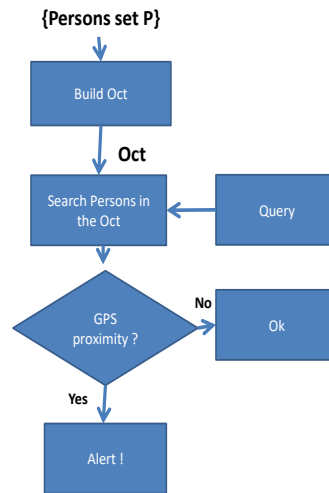 {Persons set P}
Build Oct
Oct
Search Persons in
the Oct
Query
GPS
proximity ?
No
Ok
Yes
Alert !